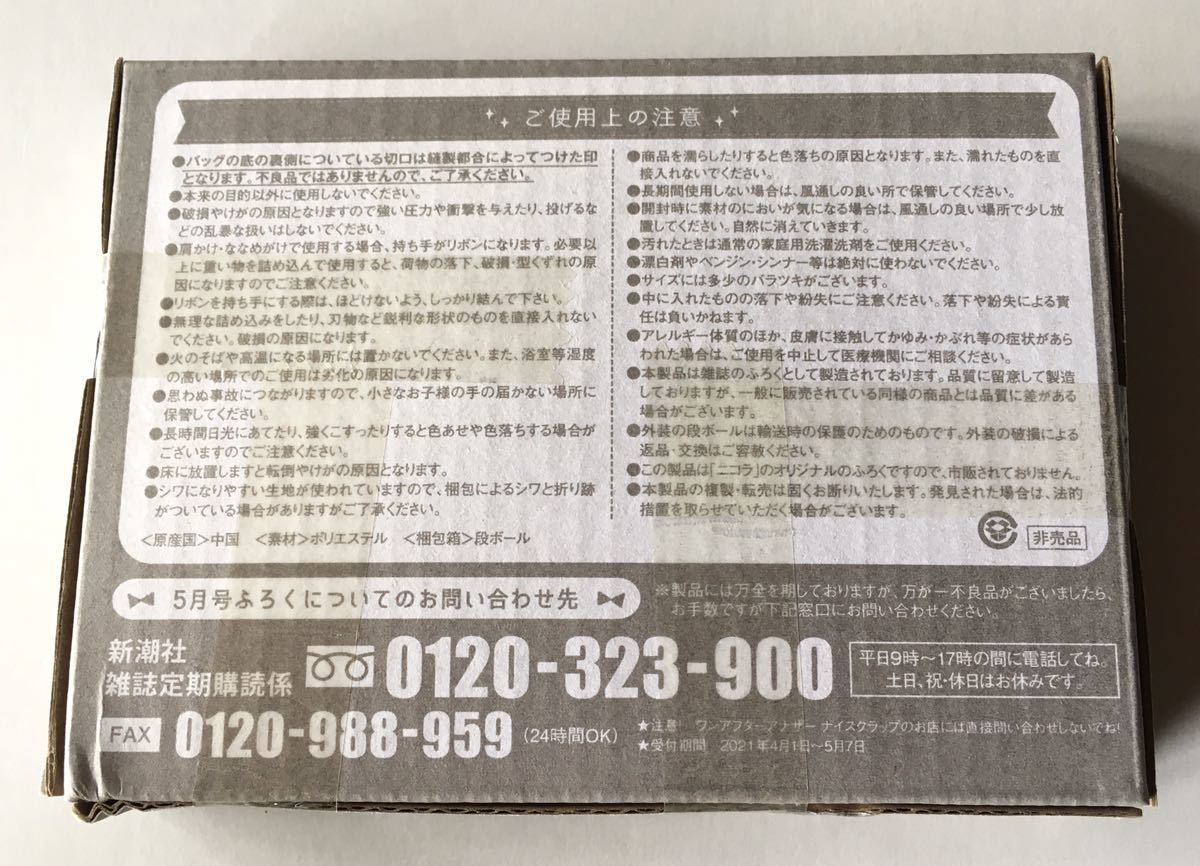 ご使用上の注意
●バッグの底の裏側についている切口は縫製都合によってつけた印
となります。不良品ではありませんので、ご了承ください。
●本来の目的以外に使用しないでください。
●破損やけがの原因となりますので強い圧力や衝撃を与えたり、投げるな
どの乱暴な扱いはしないでください。
●肩かけ・ななめがけで使用する場合、持ち手がリボンになります。必要以
上に重い物を詰め込んで使用すると、荷物の落下、破損・型くずれの原
因になりますのでご注意ください。
●リボンを持ち手にする際は、ほどけないよう、しっかり結んで下さい。
●無理な詰め込みをしたり、刃物など鋭利な形状のものを直接入れない
でください。破損の原因になります。
●火のそばや高温になる場所には置かないでください。また、浴室等湿度
の高い場所でのご使用は劣化の原因になります。
●思わぬ事故につながりますので、小さなお子様の手の届かない場所に
保管してください。
●長時間日光にあてたり、強くこすったりすると色あせや色落ちする場合が
ございますのでご注意ください。
●床に放置しますと転倒やけがの原因となります。
●シワになりやすい生地が使われていますので、梱包によるシワと折り跡
がついている場合がありますがご了承ください。
<原産国>中国 <素材>ポリエステル <梱包箱>段ボール
●商品を濡らしたりすると色落ちの原因となります。また、濡れたものを直
接入れないでください。
●長期間使用しない場合は、風通しの良い所で保管してください。
●開封時に素材のにおいが気になる場合は、風通しの良い場所で少し放
置してください。自然に消えていきます。
●汚れたときは通常の家庭用洗濯洗剤をご使用ください。
●漂白剤やベンジン・シンナー等は絶対に使わないでください。
●サイズには多少のバラツキがございます。
●中に入れたものの落下や紛失にご注意ください。落下や紛失による責
任は負いかねます。
●アレルギー体質のほか、皮膚に接触してかゆみ・かぶれ等の症状があら
われた場合は、ご使用を中止して医療機関にご相談ください。
●本製品は雑誌のふろくとして製造されております。品質に留意して製造
しておりますが、一般に販売されている同様の商品とは品質に差がある
場合がございます。
●外装の段ボールは輸送時の保護のためのものです。外装の破損による
返品・交換はご容赦ください。
●この製品は「ニコラ」のオリジナルのふろくですので、市販されておりません。
●本製品の複製・転売は固くお断りいたします。発見された場合は、法的
措置を取らせていただく場合がございます。
非売品
5月号ふろくについてのお問い合わせ先
※製品には万全を期しておりますが、万が一不良品がございましたら、
お手数ですが下記窓口にお問い合わせください。
新潮社
雑誌定期購読係
0120-323-900
平日9時〜17時の間に電話してね。
土日、祝・休日はお休みです。
FAX 0120-988-959 (24時間OK)
★注意! ワンアフターアナザー ナイスクラップのお店には直接問い合わせしないでね!
★受付期間 2021年4月1日〜5月7日